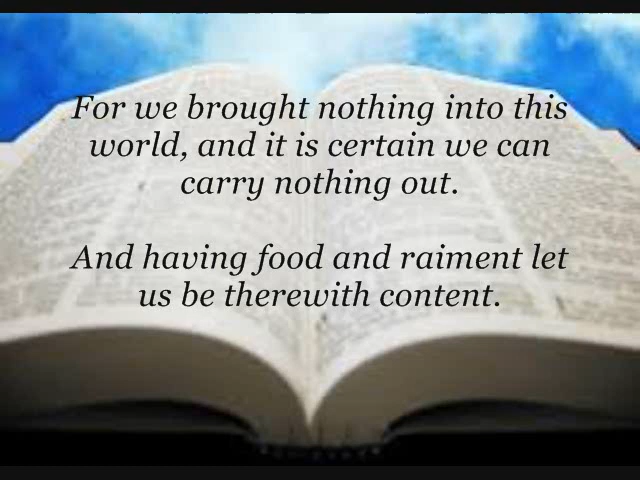 For we brought nothing into this
world, and it is certain we can
carry nothing out.
And having food and raiment let
us be therewith content.